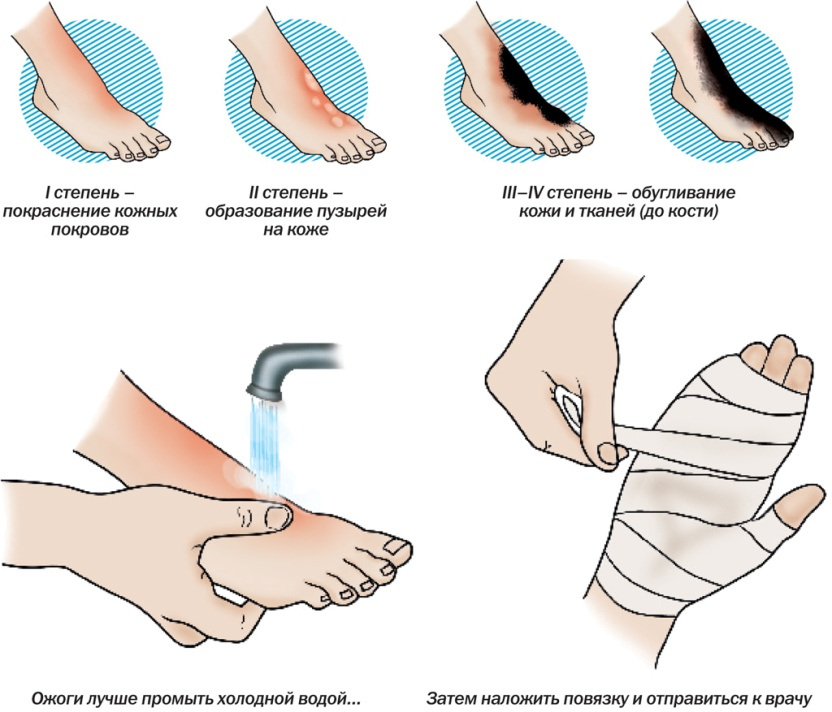 I степень –
покраснение кожных
покровов
II степень –
образование пузырей
на коже
III–IV степень – обугливание
кожи и тканей (до кости)
Ожоги лучше промыть холодной водой...
Затем наложить повязку и отправиться к врачу